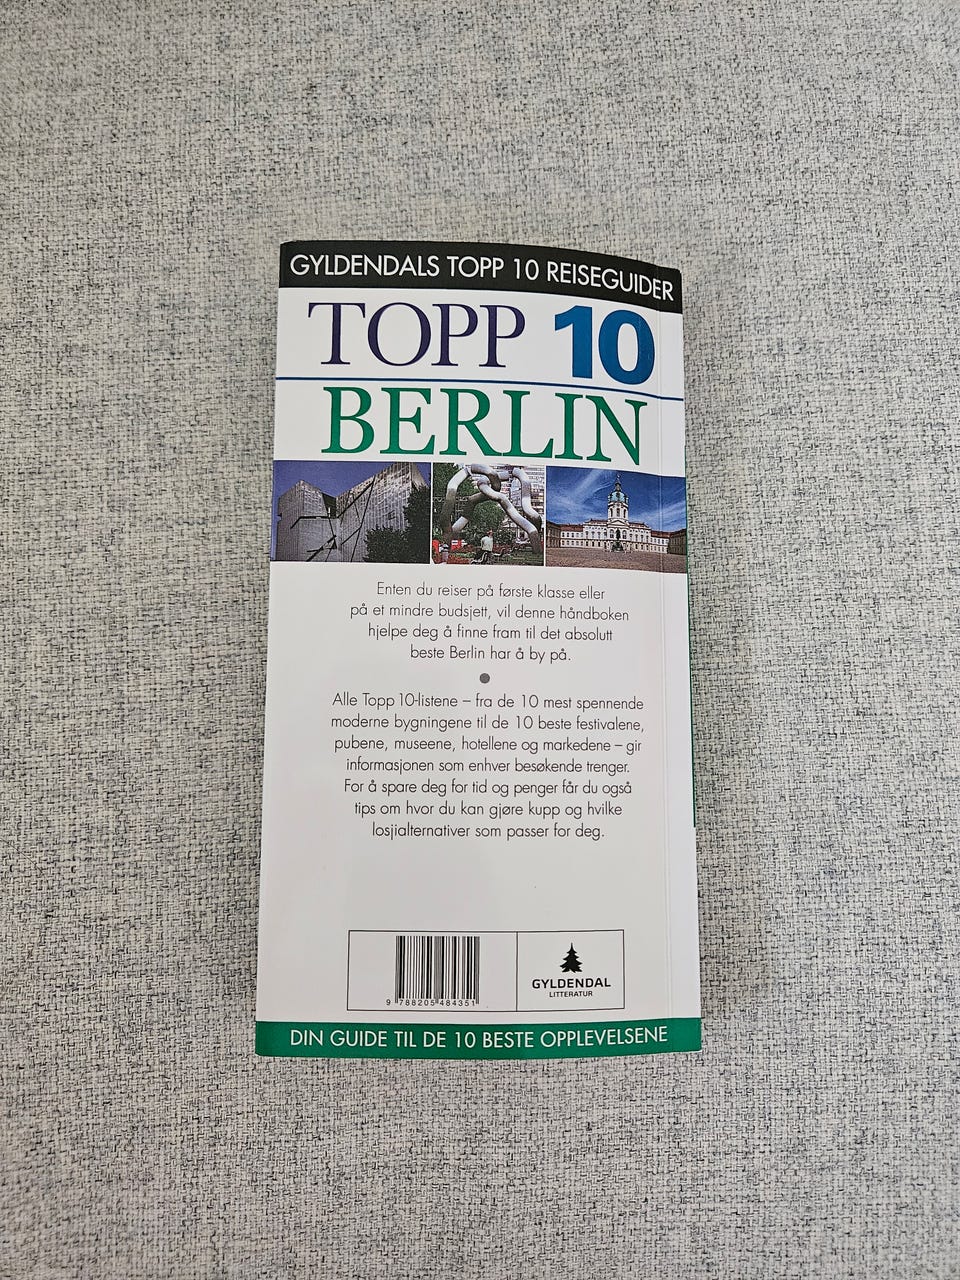 GYLDENDALS TOPP 10 REISEGUIDER
TOPP 10
BERLIN
Enten du reiser på første klasse eller
på et mindre budsjett, vil denne håndboken
hjelpe deg å finne fram til det absolutt
beste Berlin har å by på.
Alle Topp 10-listene – fra de 10 mest spennende
moderne bygningene til de 10 beste festivalene,
pubene, museene, hotellene og markedene – gir
informasjonen som enhver besøkende trenger.
For å spare deg for tid og penger får du også
tips om hvor du kan gjøre kupp og hvilke
losjialternativer som passer for deg.
9 788205 484351
GYLDENDAL
LITTERATUR
DIN GUIDE TIL DE 10 BESTE OPPLEVELSENE